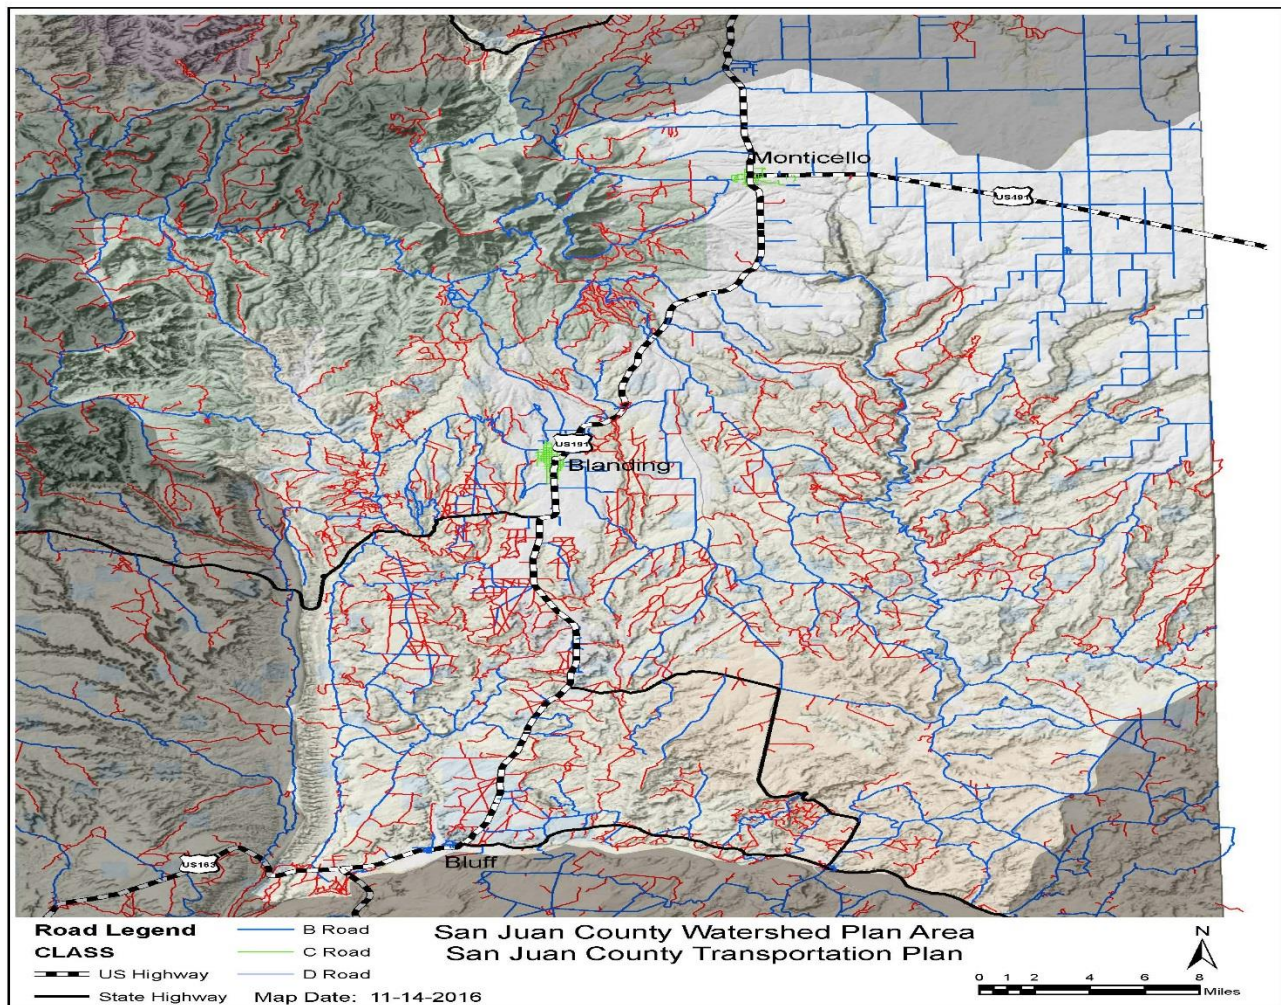 Monticello
US491
US191
Blanding
US163
Bluff
Road Legend
CLASS
US Highway
State Highway
B Road
C Road
D Road
Map Date: 11-14-2016
San Juan County Watershed Plan Area
San Juan County Transportation Plan
N
0 1 2 4 6 8
Miles